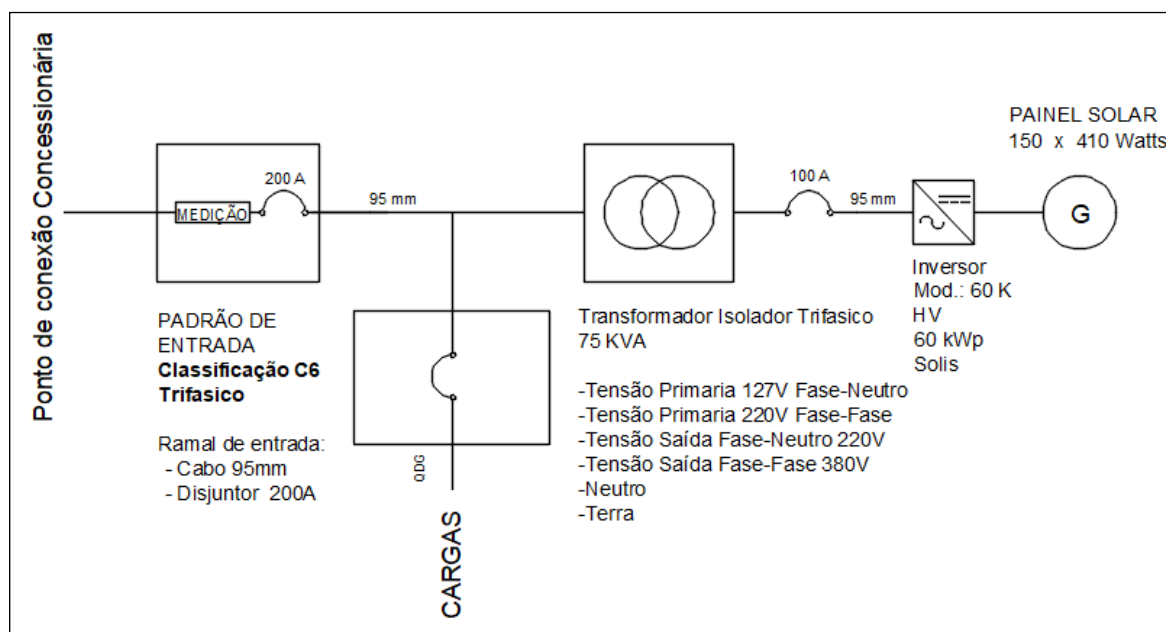 Ponto de conexão Concessionária
MEDIÇÃO
200 A
95 mm
PADRÃO DE
ENTRADA
Classificação C6
Trifasico
Ramal de entrada:
- Cabo 95mm
- Disjuntor 200A
QDG
CARGAS
Transformador Isolador Trifasico
75 KVA
-Tensão Primaria 127V Fase-Neutro
-Tensão Primaria 220V Fase-Fase
-Tensão Saída Fase-Neutro 220V
-Tensão Saída Fase-Fase 380V
-Neutro
-Terra
100 A
95 mm
Inversor
Mod.: 60 K
HV
60 kWp
Solis
PAINEL SOLAR
150 x 410 Watts
G